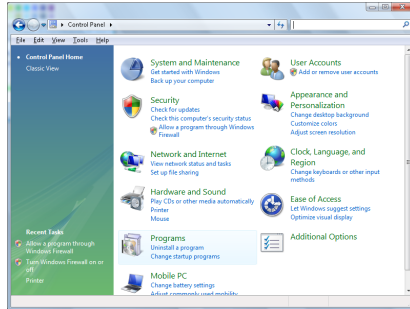 Control Panel
File Edit View Tools Help
Control Panel Home
Classic View
System and Maintenance
Get started with Windows
Back up your computer
Security
Check for updates
Check this computer's security status
Allow a program through Windows
Firewall
Network and Internet
View network status and tasks
Set up file sharing
Hardware and Sound
Play CDs or other media automatically
Printer
Mouse
Programs
Uninstall a program
Change startup programs
Mobile PC
Change battery settings
Adjust commonly used mobility
User Accounts
Add or remove user accounts
Appearance and
Personalization
Change desktop background
Customize colors
Adjust screen resolution
Clock, Language, and
Region
Change keyboards or other input
methods
Ease of Access
Let Windows suggest settings
Optimize visual display
Additional Options
Recent Tasks
Allow a program through
Windows Firewall
Turn Windows Firewall on or
off
Printer